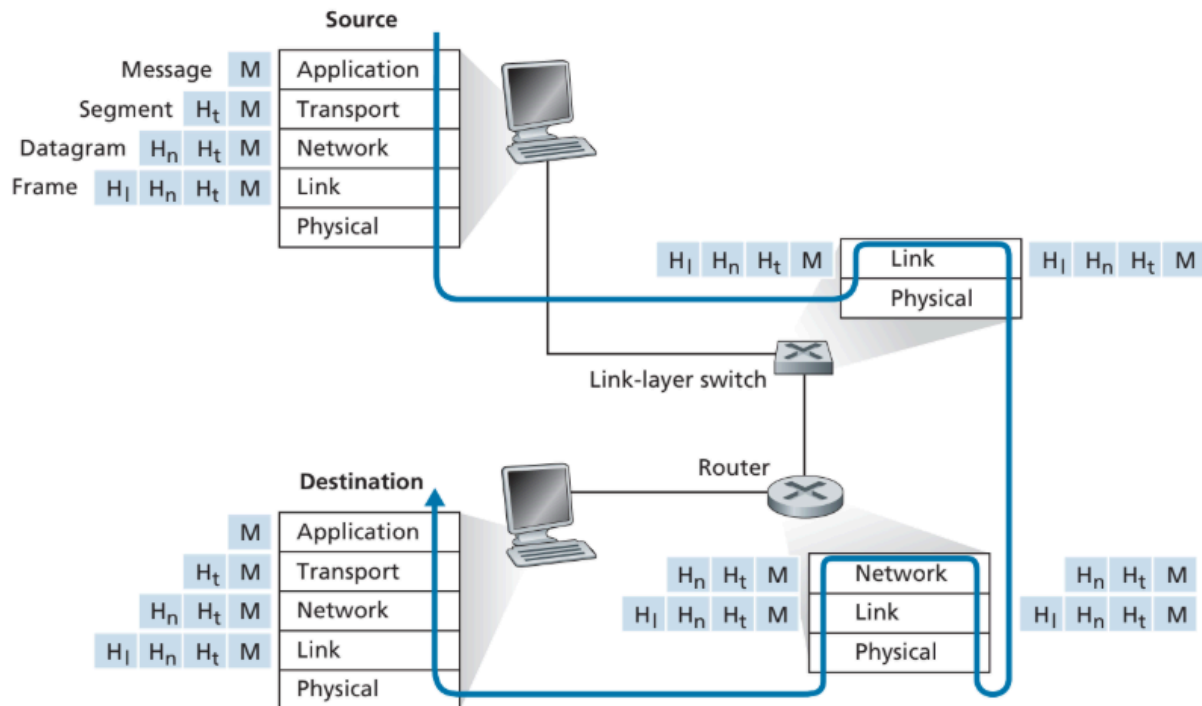 Source
Message M Application
Segment Ht M Transport
Datagram Hn Ht M Network
Frame Hl Hn Ht M Link
Physical
Hl Hn Ht M Link Hl Hn Ht M
Physical
Link-layer switch
Router
Destination
M Application
Ht M Transport
Hn Ht M Network
Hl Hn Ht M Link
Physical
Hn Ht M Network Hn Ht M
Hl Hn Ht M Link Hl Hn Ht M
Physical